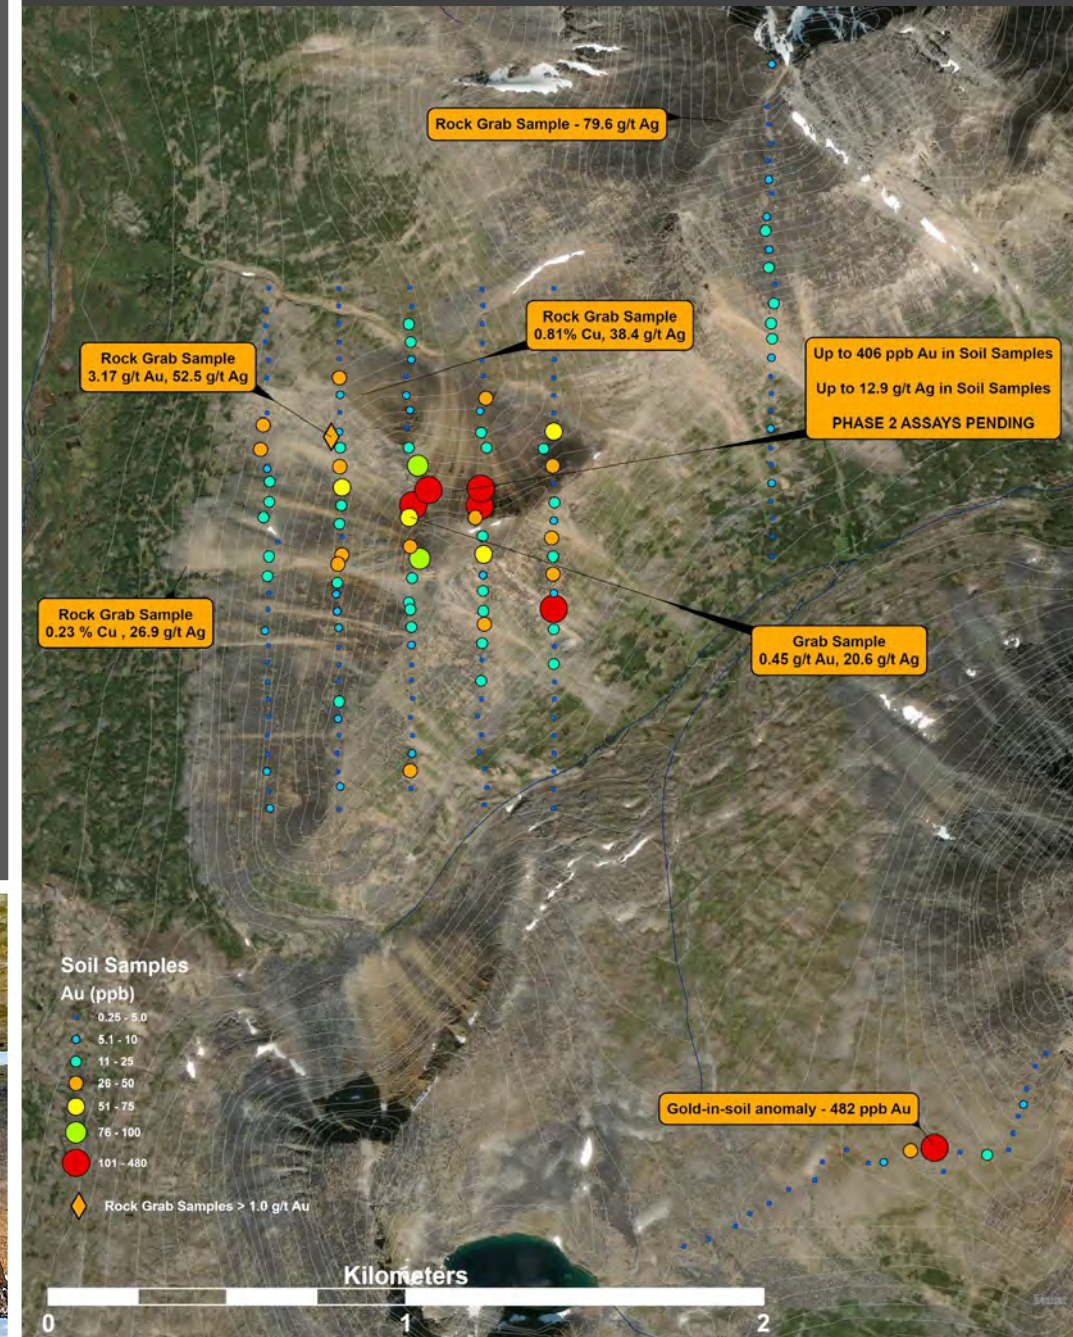 Rock Grab Sample - 79.6 g/t Ag
Rock Grab Sample
0.81% Cu, 38.4 g/t Ag
Rock Grab Sample
3.17 g/t Au, 52.5 g/t Ag
Up to 406 ppb Au in Soil Samples
Up to 12.9 g/t Ag in Soil Samples
PHASE 2 ASSAYS PENDING
Rock Grab Sample
0.23 % Cu , 26.9 g/t Ag
Grab Sample
0.45 g/t Au, 20.6 g/t Ag
Soil Samples
Au (ppb)
0.25 - 5.0
5.1 - 10
11 - 25
26 - 50
51 - 75
76 - 100
101 - 480
Rock Grab Samples > 1.0 g/t Au
Gold-in-soil anomaly - 482 ppb Au
Kilometers
0 1 2